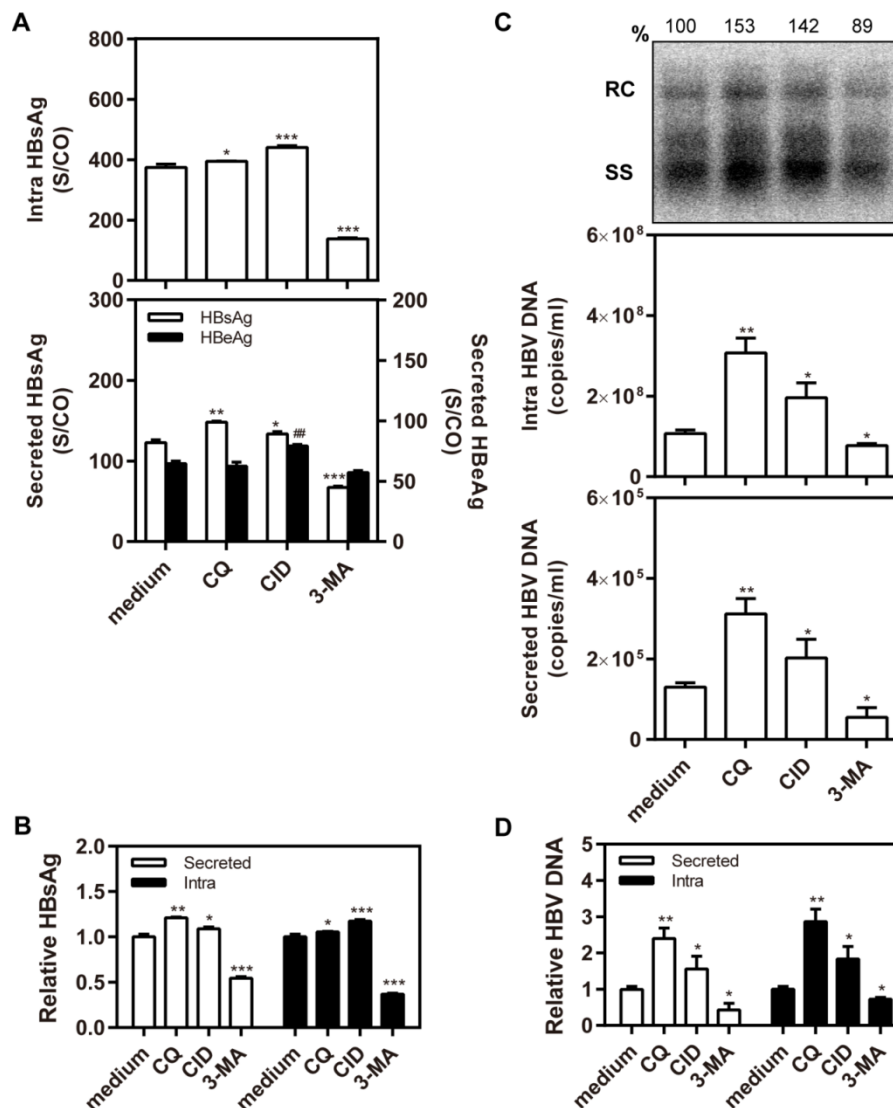 A
Intra HBsAg
(S/CO)
800
600
400
200
0
*
***
***
Secreted HBsAg
(S/CO)
300
200
100
0
HBsAg
HBeAg
200
150
100
50
0
Secreted HBeAg
(S/CO)
**
*
##
***
medium
CQ
CID
3-MA
B
Relative HBsAg
2.0
1.5
1.0
0.5
0.0
Secreted
Intra
**
*
***
*
***
***
medium
CQ
CID
3-MA
medium
CQ
CID
3-MA
C
% 100 153 142 89
RC
SS
Intra HBV DNA
(copies/ml)
6×10⁸
4×10⁸
2×10⁸
0
**
*
*
Secreted HBV DNA
(copies/ml)
6×10⁵
4×10⁵
2×10⁵
0
**
*
*
medium
CQ
CID
3-MA
D
Relative HBV DNA
5
4
3
2
1
0
Secreted
Intra
**
*
*
**
*
*
medium
CQ
CID
3-MA
medium
CQ
CID
3-MA